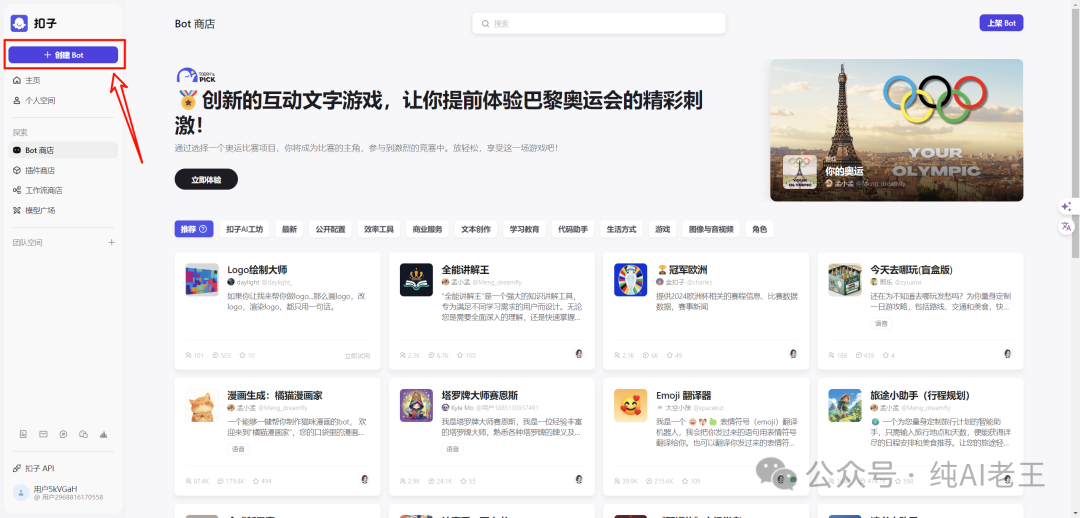 扣子
+ 创建 Bot
主页
个人空间
探索
Bot 商店
插件商店
工作流商店
模型广场
团队空间
+
扣子 API
用户5kVGaH
@用户2968816170558
Bot 商店
搜索
上架 Bot
TODAY's
PICK
创新的互动文字游戏，让你提前体验巴黎奥运会的精彩刺
激！
通过选择一个奥运比赛项目，你将成为比赛的主角，参与到激烈的竞赛中。放轻松，享受这一场游戏吧！
立即体验
YOUR
OLYMPIC
你的奥运
孟小孟 @Meng_dreamfly
推荐
扣子AI工坊
最新
公开配置
效率工具
商业服务
文本创作
学习教育
代码助手
生活方式
游戏
图像与音视频
角色
Logo绘制大师
daylight @daylight_
如果你让我来帮你做logo...那么画logo，改
logo，渲染logo，都只用一句话。
101 503 10 立即试用
全能讲解王
孟小孟 @Meng_dreamfly
"全能讲解王"是一个强大的知识讲解工具，
专为满足不同学习需求的用户而设计。无论
您是需要全面深入的理解，还是快速掌握...
2.3K 6.7K 150
🏆冠军欧洲
金扣子 @charles
提供2024欧洲杯相关的赛程信息、比赛数据
数据，赛事新闻
2.1K 6K 49
今天去哪玩(盲盒版)
熙乐 @zyuanxi
还在为不知道去哪玩发愁吗？为你量身定制
一日游攻略，包括路线、交通和美食，快...
语音
186 419 4
漫画生成：橘猫漫画家
孟小孟 @Meng_dreamfly
一个能够一键帮你制作猫咪漫画的bot，欢
迎来到"橘猫漫画家"，您的口袋里的漫画...
语音
87.4K 179.8K 494
塔罗牌大师赛恩斯
Kyle Mo @用户1885130937491
我是塔罗牌大师赛恩斯，我是一位经验丰富
的塔罗牌大师，熟悉各种塔罗牌的牌义及...
语音
2.9K 24.1K 55
Emoji 翻译器
太空小孩 @spacekid
我是一个 表情符号（emoji）翻译
机器人。我会把你发过来的语句用表情符号
翻译给你。也可以翻译你发过来的表情符...
39.9K 215.6K 109
旅途小助手（行程规划）
孟小孟 @Meng_dreamfly
一个为您量身定制旅行计划的智能助
手，只需输入旅行地点和天数，便能获得详
尽的日程安排和美食推荐。让您的旅途轻...
598
公众号 · 纯AI老王